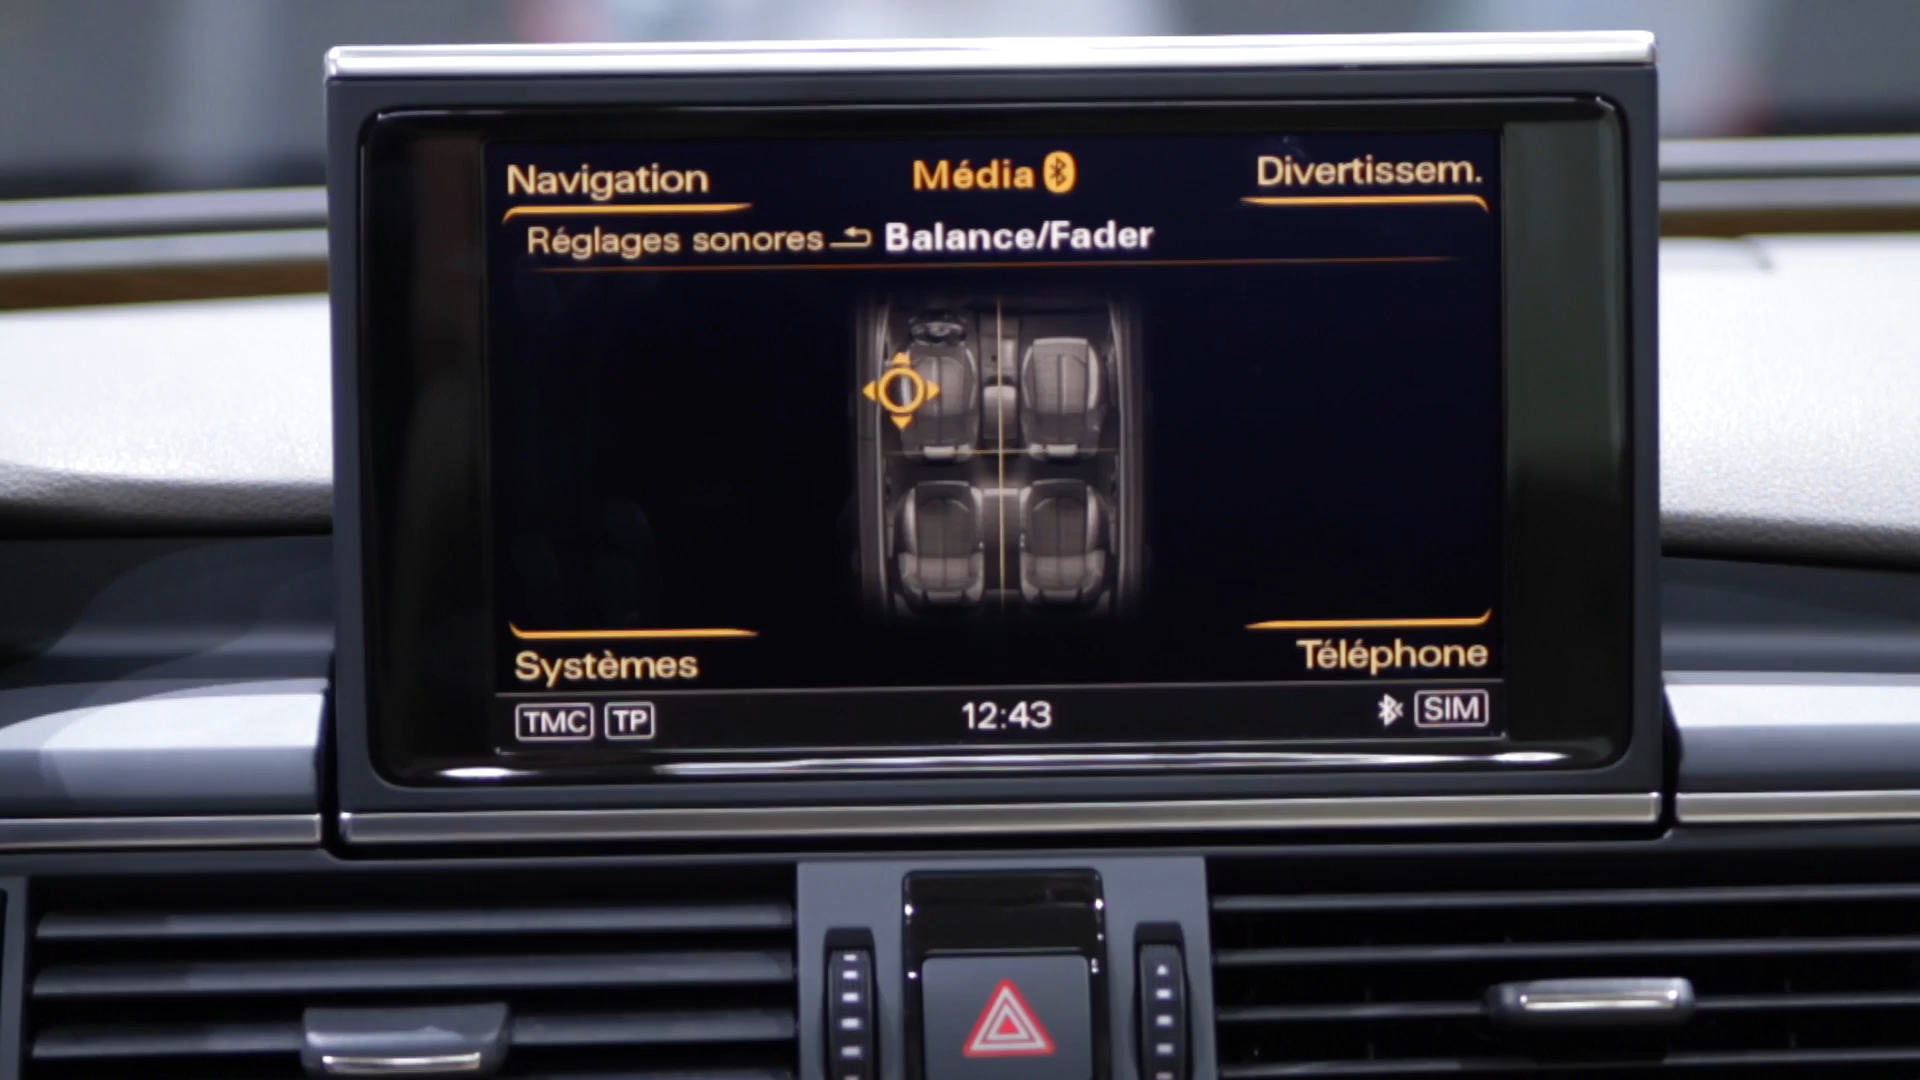 Navigation
Média
Divertissem.
Réglages sonores Balance/Fader
Systèmes
Téléphone
TMC TP 12:43 SIM